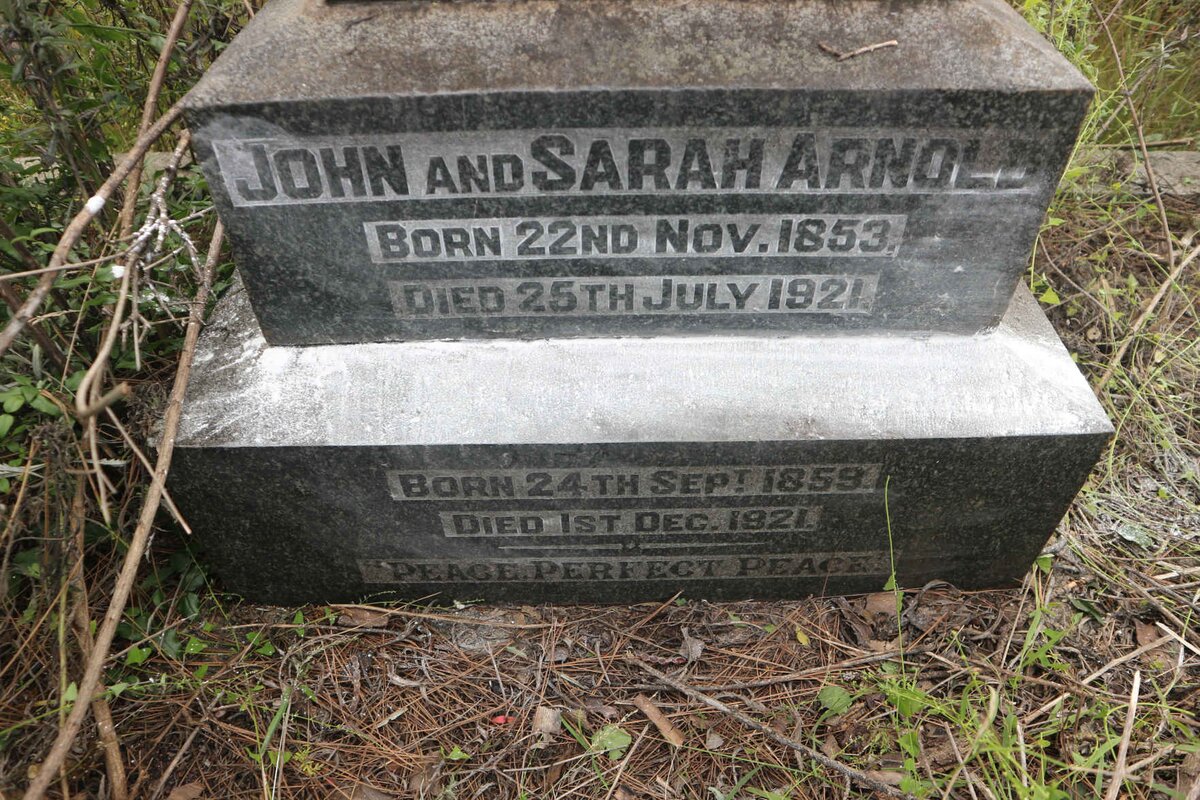 JOHN AND SARAH ARNOLD
BORN 22ND NOV. 1853.
DIED 25TH JULY 1921.
BORN 24TH SEPT. 1859.
DIED 1ST DEC. 1921.
PEACE, PERFECT PEACE.